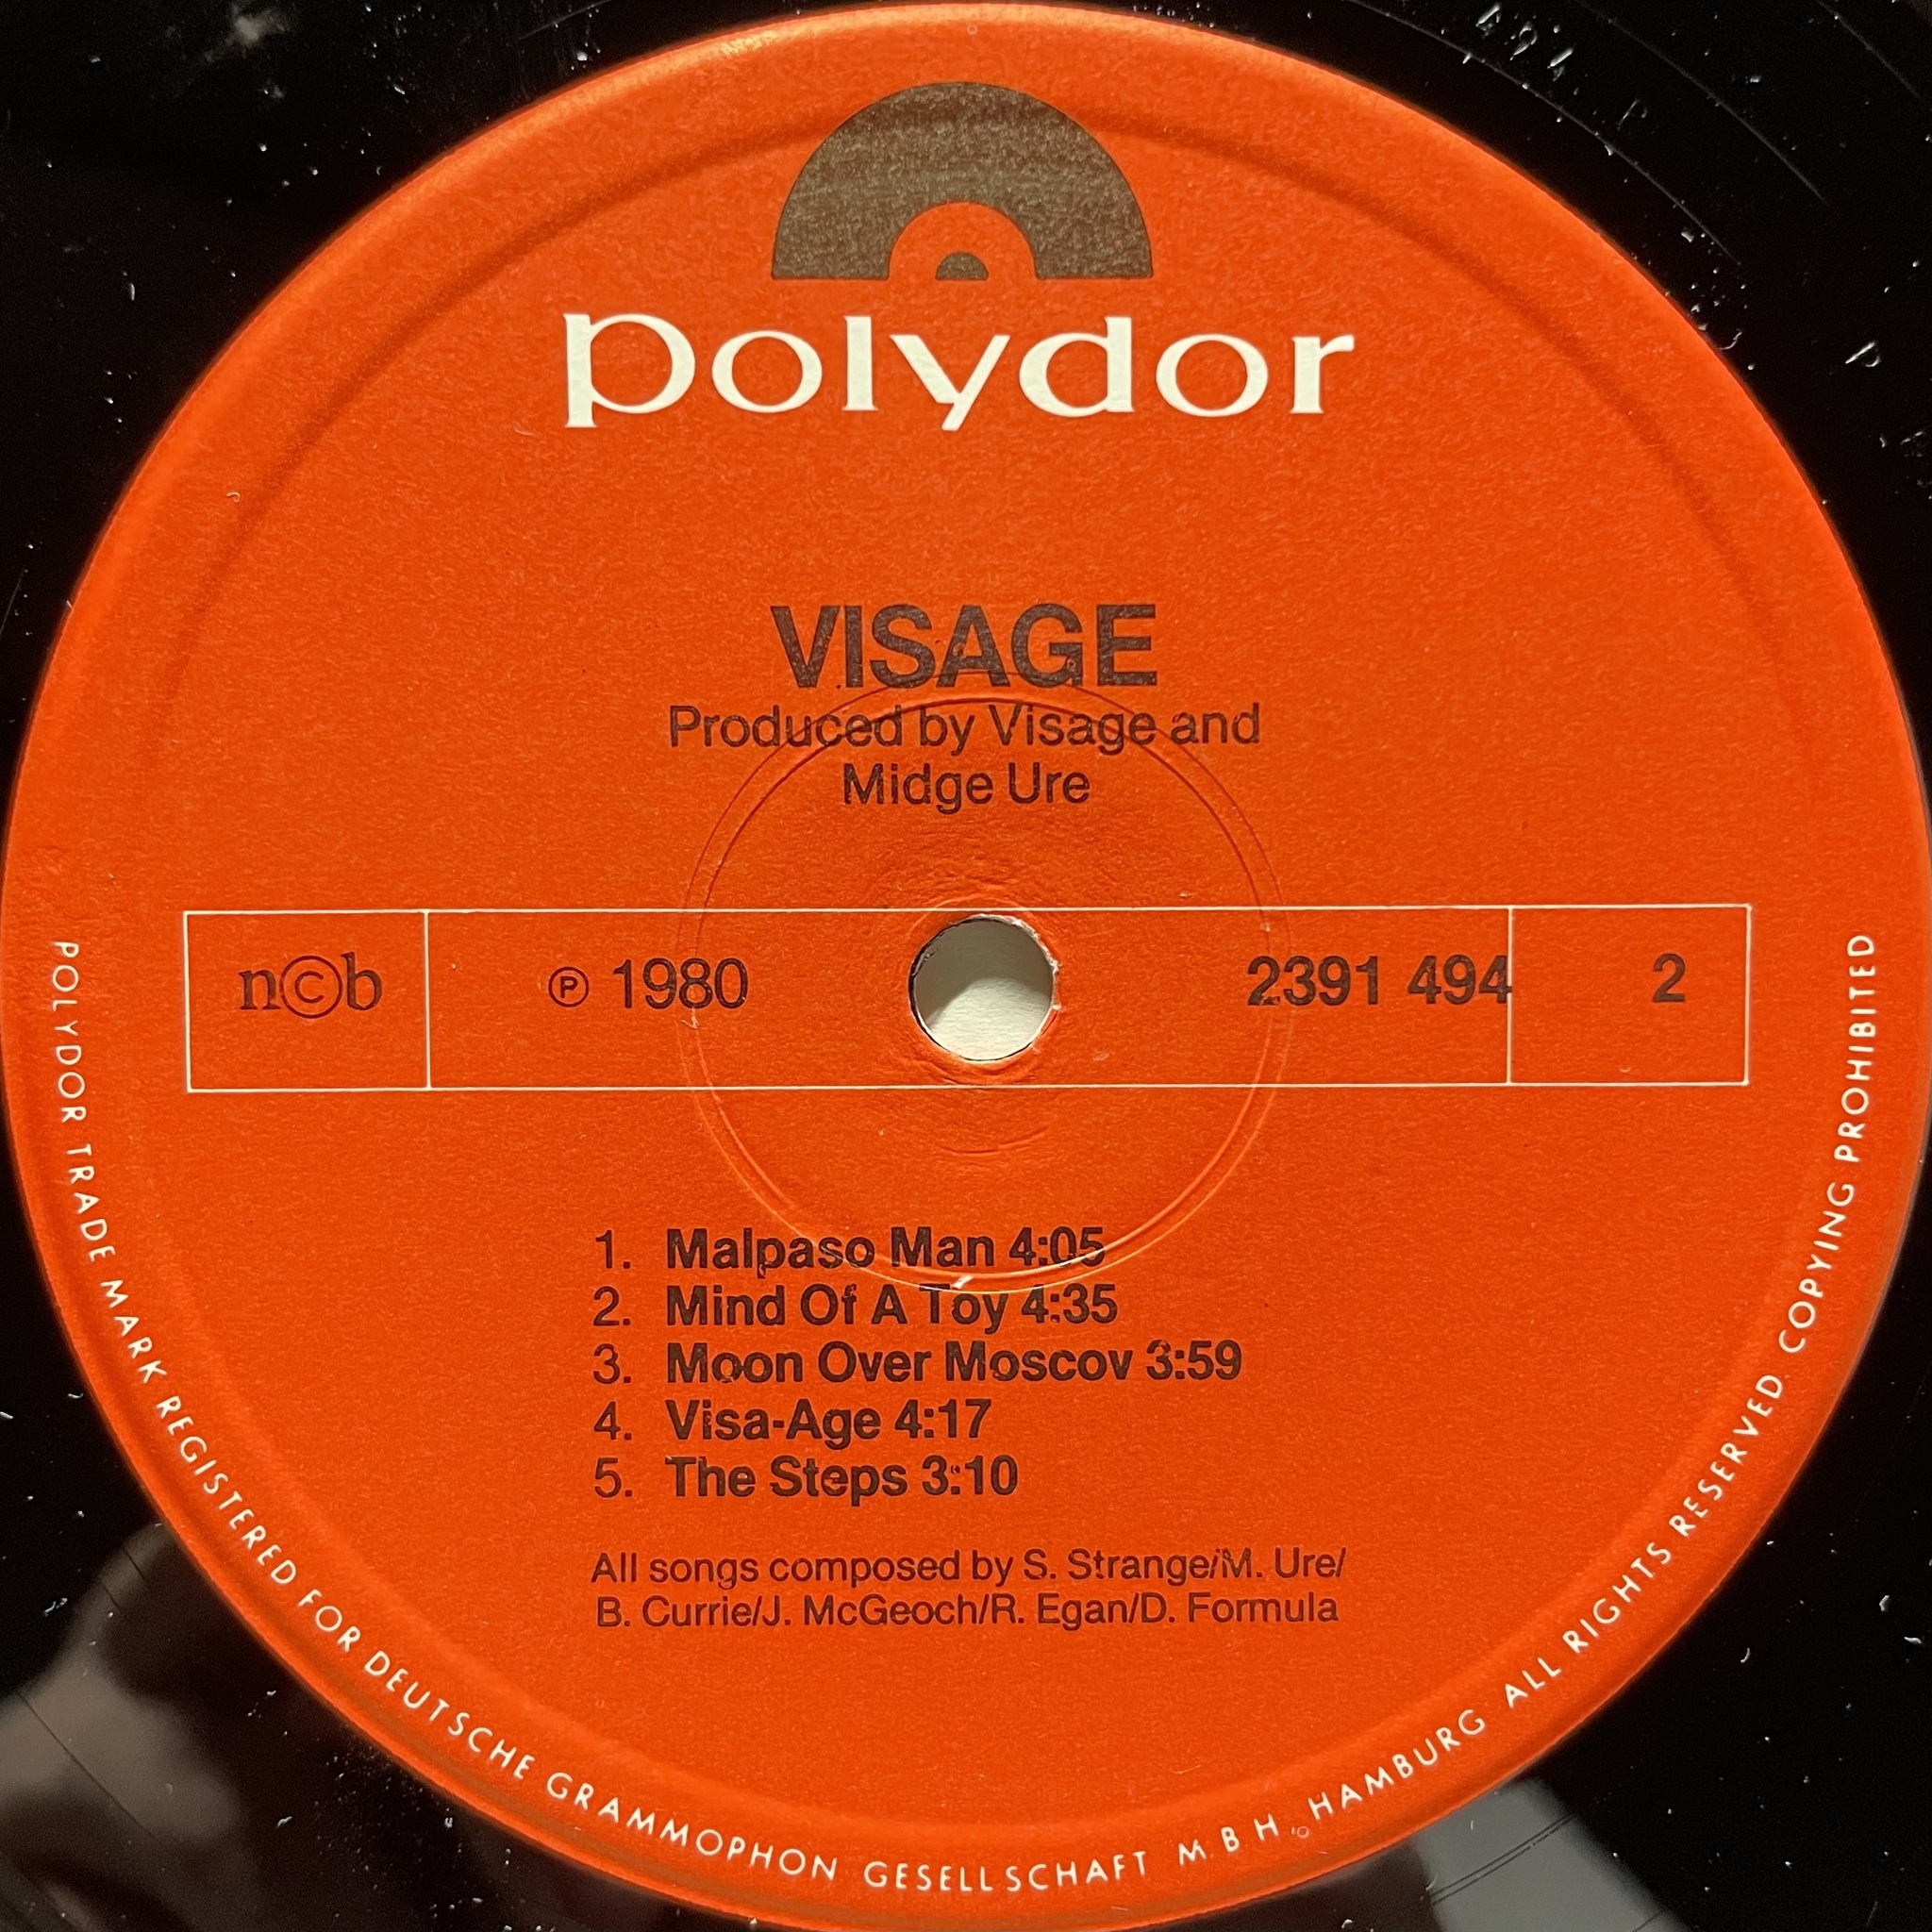 polydor
VISAGE
Produced by Visage and
Midge Ure
n©b ℗ 1980 2391 494 2
1. Malpaso Man 4:05
2. Mind Of A Toy 4:35
3. Moon Over Moscov 3:59
4. Visa-Age 4:17
5. The Steps 3:10
All songs composed by S. Strange/M. Ure/
B. Currie/J. McGeoch/R. Egan/D. Formula
POLYDOR TRADE MARK REGISTERED FOR DEUTSCHE GRAMMOPHON GESELLSCHAFT M.B H. HAMBURG ALL RIGHTS RESERVED COPYING PROHIBITED